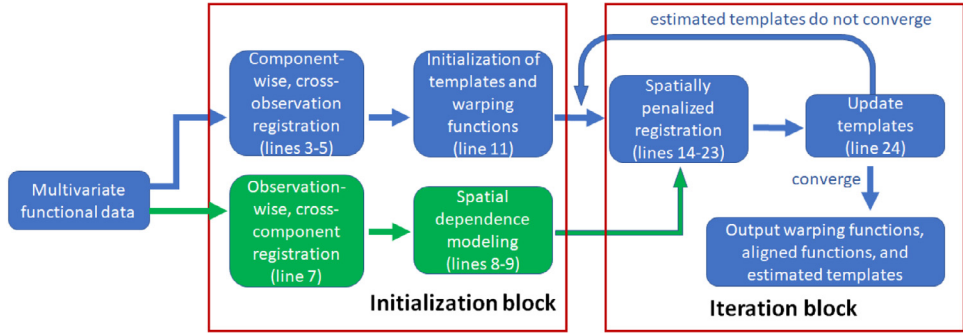 estimated templates do not converge
Component-
wise, cross-
observation
registration
(lines 3-5)
Initialization of
templates and
warping
functions
(line 11)
Spatially
penalized
registration
(lines 14-23)
Update
templates
(line 24)
converge
Multivariate
functional data
Observation-
wise, cross-
component
registration
(line 7)
Spatial
dependence
modeling
(lines 8-9)
Output warping functions,
aligned functions, and
estimated templates
Initialization block
Iteration block